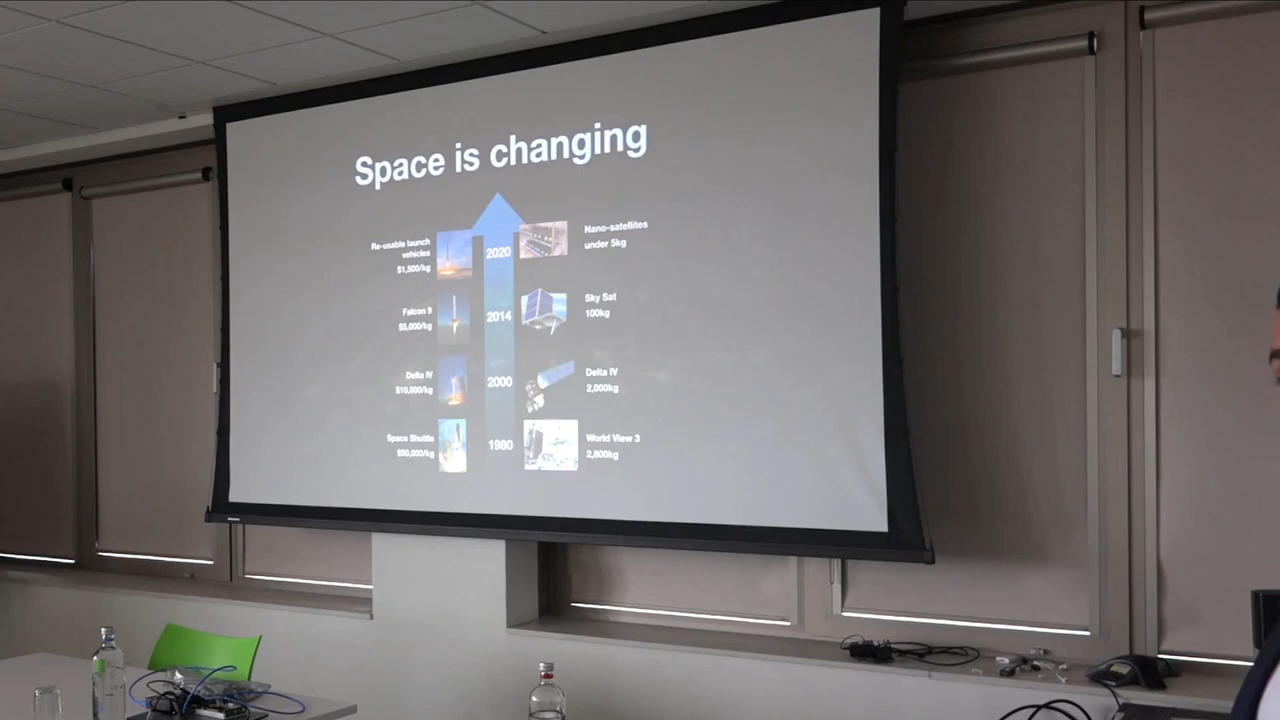 Space is changing
Re-usable launch
vehicles
$1,500/kg
2020
Nano-satellites
under 5kg
Falcon 9
$5,000/kg
2014
Sky Sat
100kg
Delta IV
$10,000/kg
2000
Delta IV
2,000kg
Space Shuttle
$50,000/kg
1980
World View 3
2,800kg